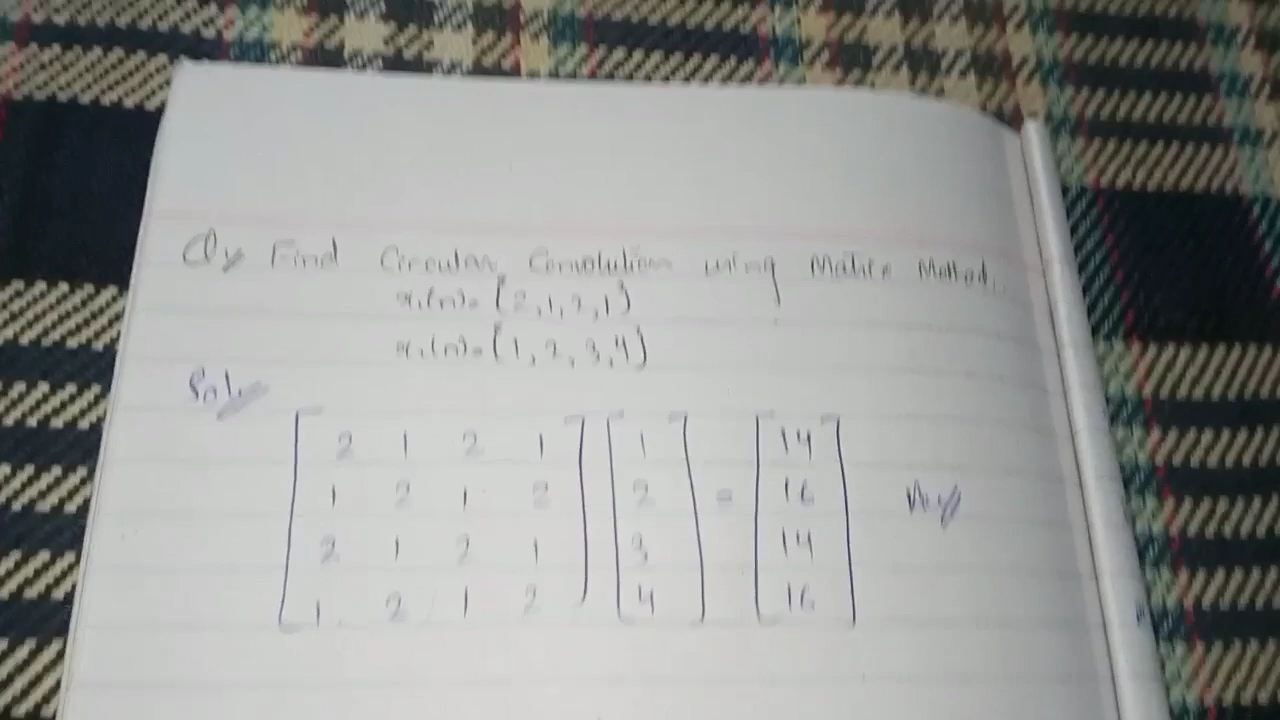 Q Find Circular Convolution using Matrix Method.
x₁(n)=[2,1,2,1]
x₁(n)=[1,2,3,4]
Sol
2 1 2 1 1 14
1 2 1 2 2 = 16
2 1 2 1 3 14
1 2 1 2 4 16